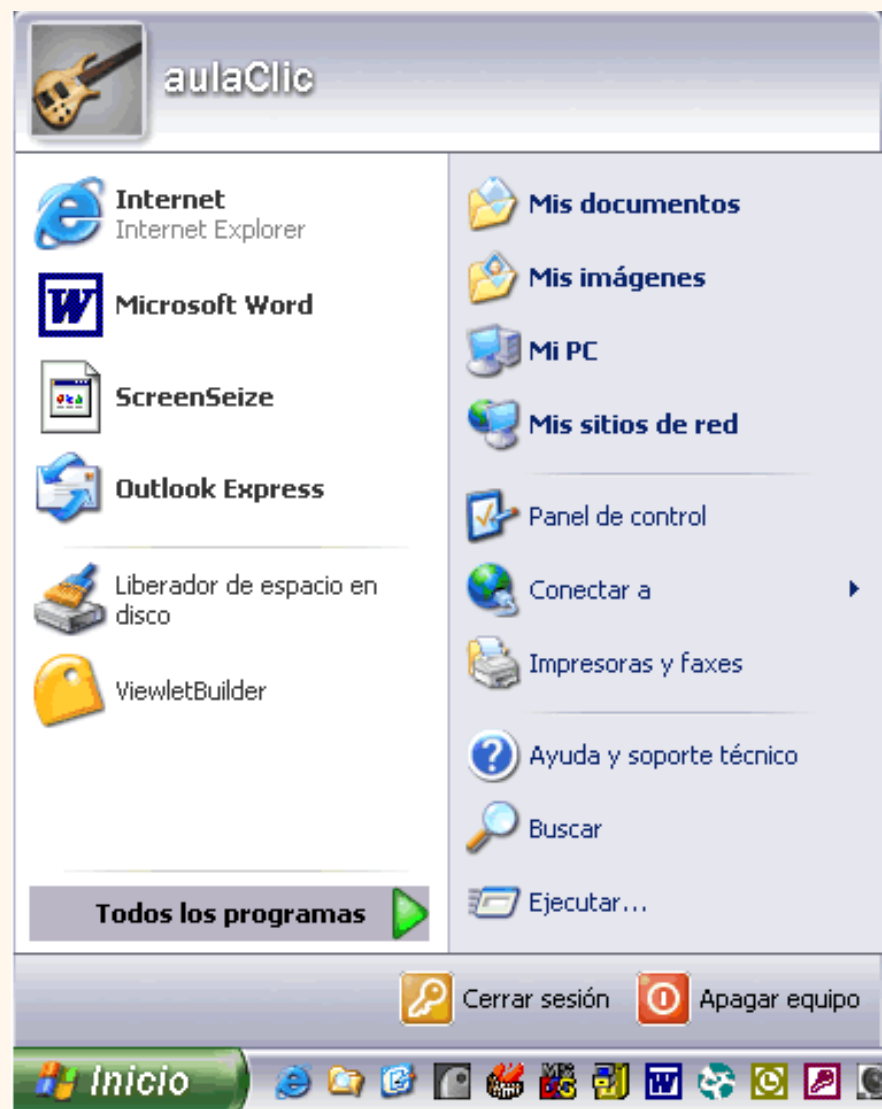 aulaClic
Internet
Internet Explorer
Microsoft Word
ScreenSeize
Outlook Express
Liberador de espacio en
disco
ViewletBuilder
Todos los programas
Mis documentos
Mis imágenes
Mi PC
Mis sitios de red
Panel de control
Conectar a
Impresoras y faxes
Ayuda y soporte técnico
Buscar
Ejecutar...
Cerrar sesión
Apagar equipo
Inicio